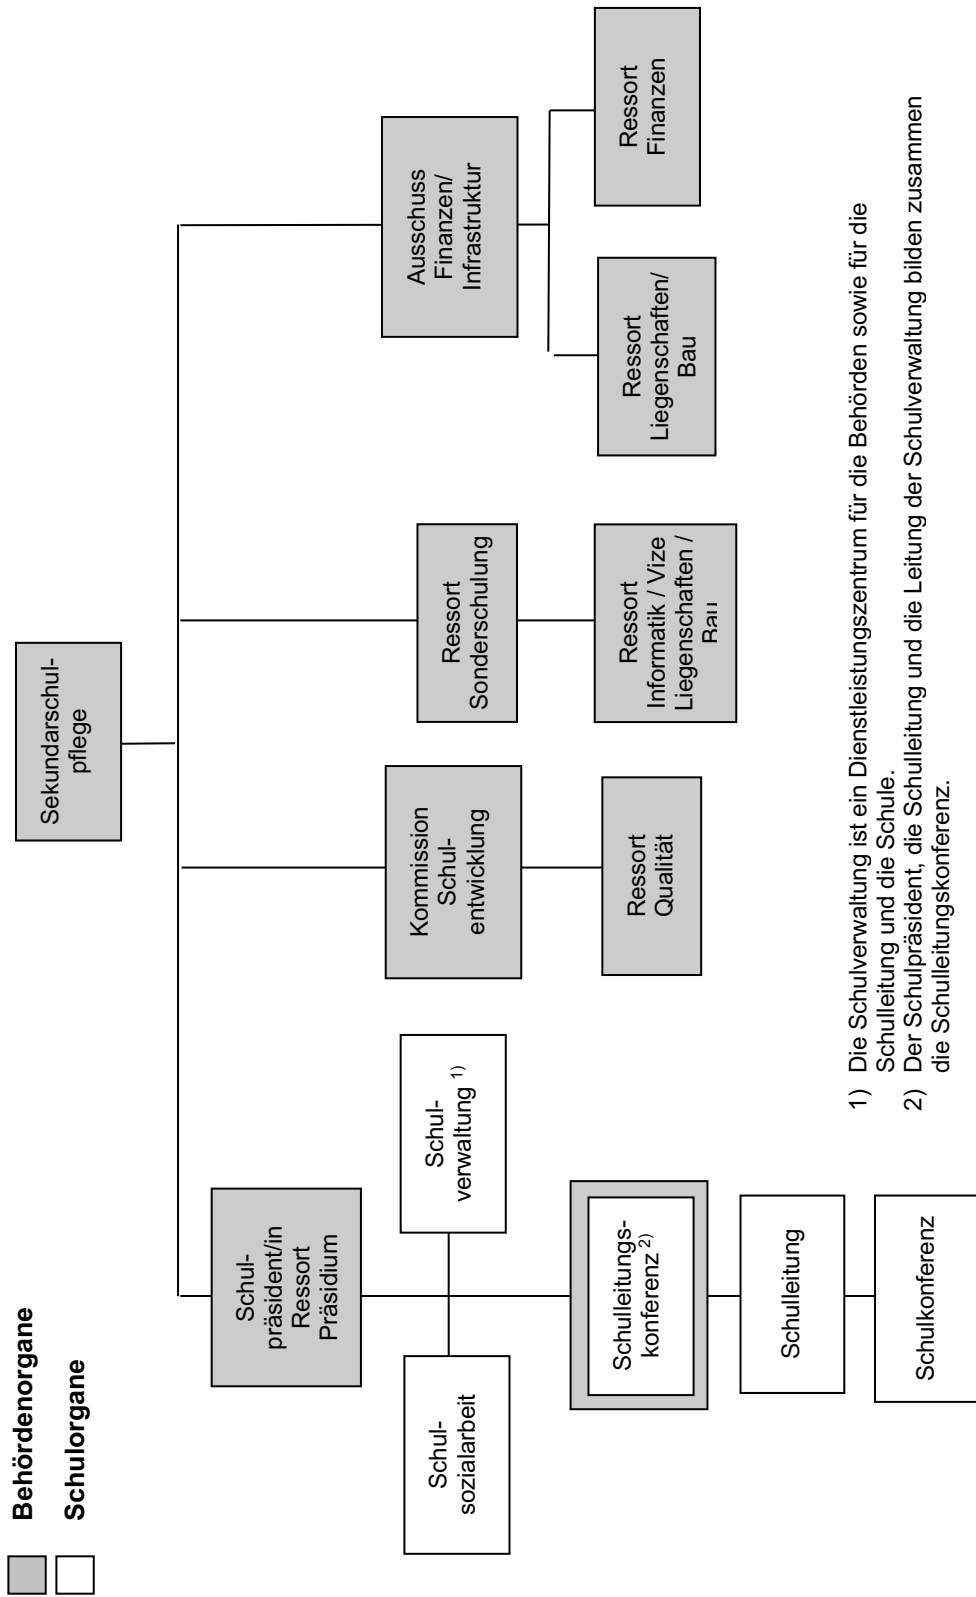 Behördenorgane
Schulorgane
Sekundarschul-
pflege
Schul-
präsident/in
Ressort
Präsidium
Kommission
Schul-
entwicklung
Ressort
Sonderschulung
Ausschuss
Finanzen/
Infrastruktur
Schul-
sozialarbeit
Schul-
verwaltung 1)
Ressort
Qualität
Ressort
Informatik / Vize
Liegenschaften /
Bau
Ressort
Liegenschaften/
Bau
Ressort
Finanzen
Schulleitungs-
konferenz 2)
Schulleitung
Schulkonferenz
1) Die Schulverwaltung ist ein Dienstleistungszentrum für die Behörden sowie für die
Schulleitung und die Schule.
2) Der Schulpräsident, die Schulleitung und die Leitung der Schulverwaltung bilden zusammen
die Schulleitungskonferenz.